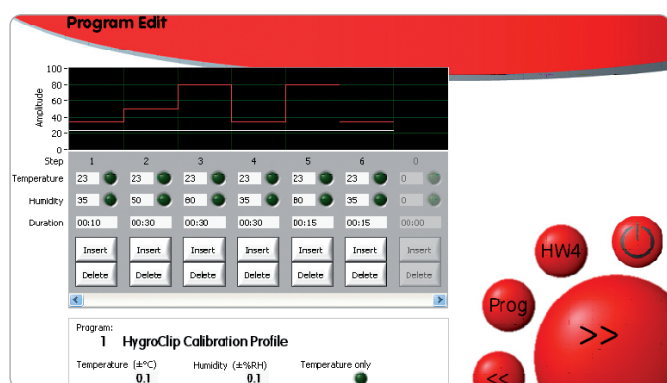 Program Edit
100
80
60
40
20
0
Amplitude
Step 1 2 3 4 5 6 0
Temperature 23 23 23 23 23 23 0
Humidity 35 50 80 35 80 35 0
Duration 00:10 00:30 00:30 00:30 00:15 00:15 00:00
Insert Insert Insert Insert Insert Insert Insert
Delete Delete Delete Delete Delete Delete Delete
HW4
Prog
>>
<<
Program:
1 HygroClip Calibration Profile
Temperature (±°C) Humidity (±%RH) Temperature only
0.1 0.1